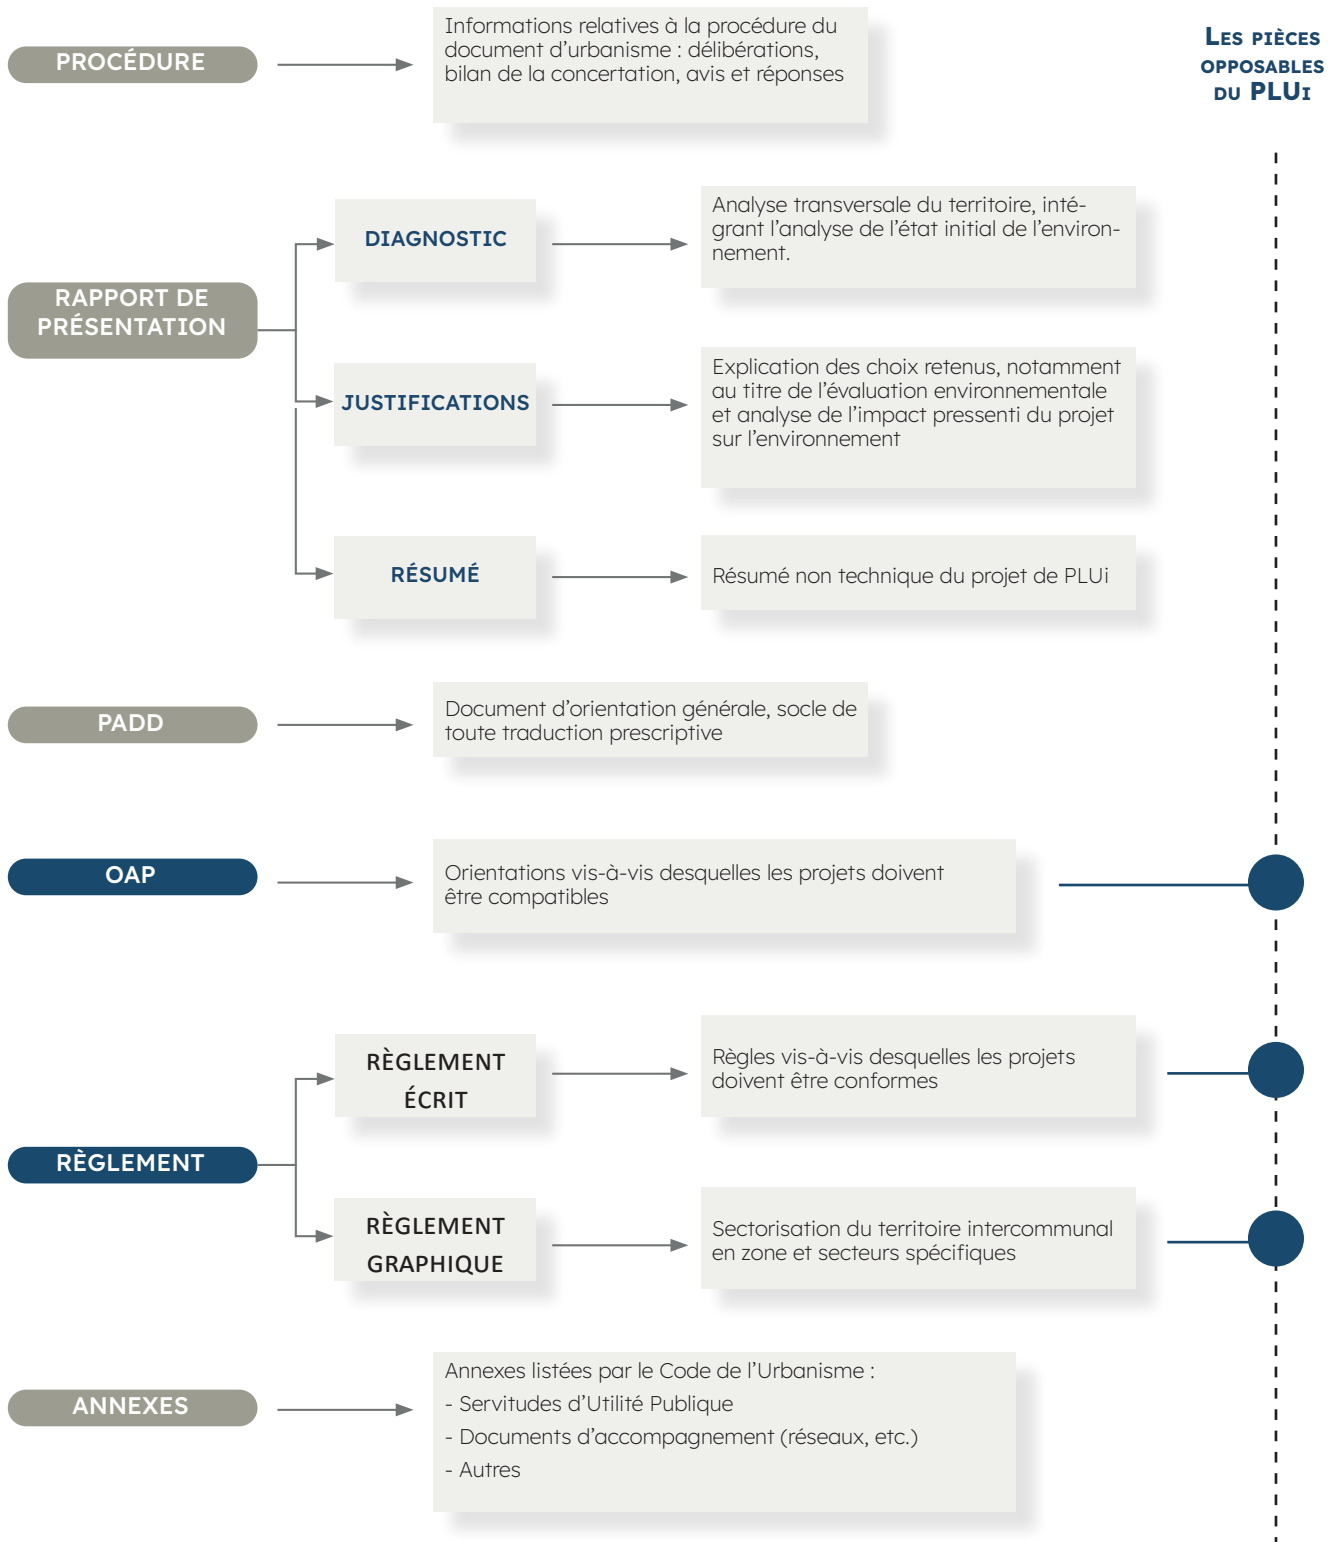 PROCÉDURE
Informations relatives à la procédure du
document d'urbanisme : délibérations,
bilan de la concertation, avis et réponses
Les pièces
opposables
du PLUi
RAPPORT DE
PRÉSENTATION
DIAGNOSTIC
Analyse transversale du territoire, inté-
grant l'analyse de l'état initial de l'environ-
nement.
JUSTIFICATIONS
Explication des choix retenus, notamment
au titre de l'évaluation environnementale
et analyse de l'impact pressenti du projet
sur l'environnement
RÉSUMÉ
Résumé non technique du projet de PLUi
PADD
Document d'orientation générale, socle de
toute traduction prescriptive
OAP
Orientations vis-à-vis desquelles les projets doivent
être compatibles
RÈGLEMENT
RÈGLEMENT
ÉCRIT
Règles vis-à-vis desquelles les projets
doivent être conformes
RÈGLEMENT
GRAPHIQUE
Sectorisation du territoire intercommunal
en zone et secteurs spécifiques
ANNEXES
Annexes listées par le Code de l'Urbanisme :
- Servitudes d'Utilité Publique
- Documents d'accompagnement (réseaux, etc.)
- Autres